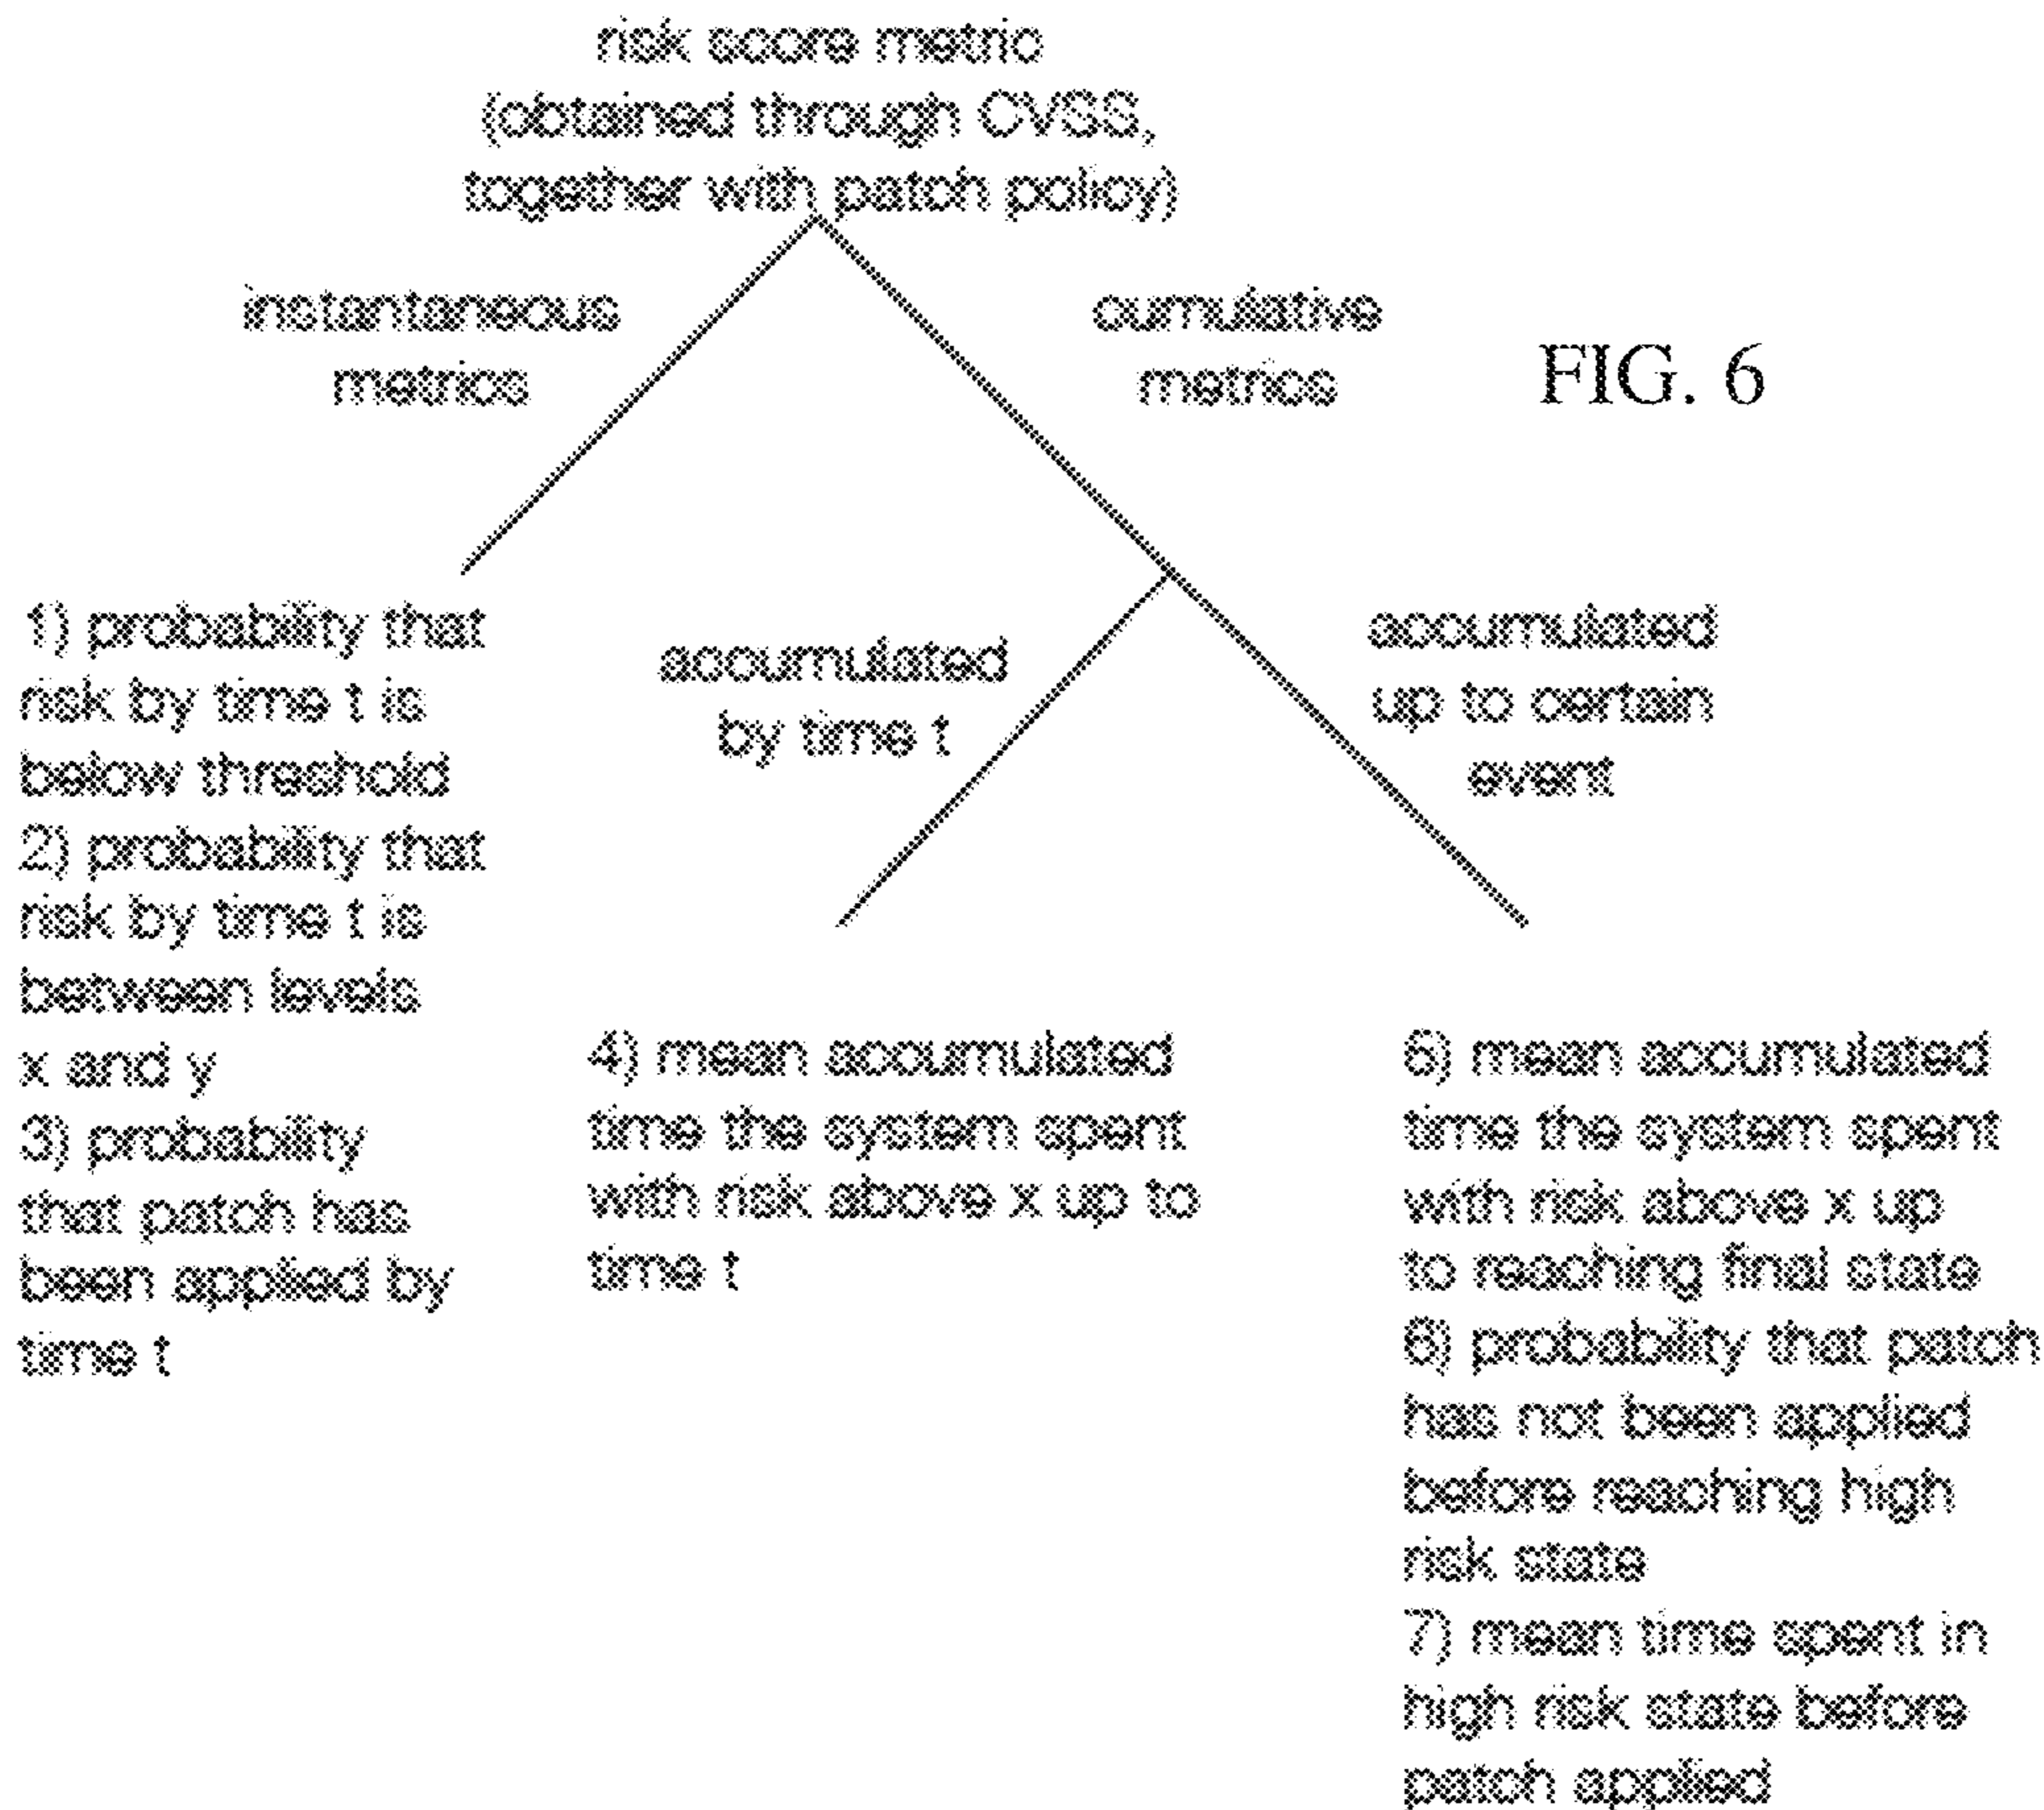 risk score metric
(obtained through CVSS,
together with patch policy)
instantaneous
metrics
cumulative
metrics
FIG. 6
1) probability that
risk by time t is
below threshold
2) probability that
risk by time t is
between levels
x and y
3) probability
that patch has
been applied by
time t
accumulated
by time t
accumulated
up to certain
event
4) mean accumulated
time the system spent
with risk above x up to
time t
5) mean accumulated
time the system spent
with risk above x up
to reaching final state
6) probability that patch
has not been applied
before reaching high
risk state
7) mean time spent in
high risk state before
patch applied